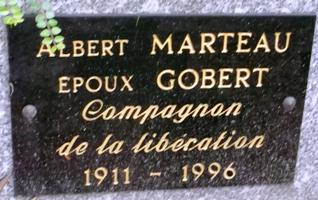 ALBERT MARTEAU
EPOUX GOBERT
Compagnon
de la libération
1911 - 1996